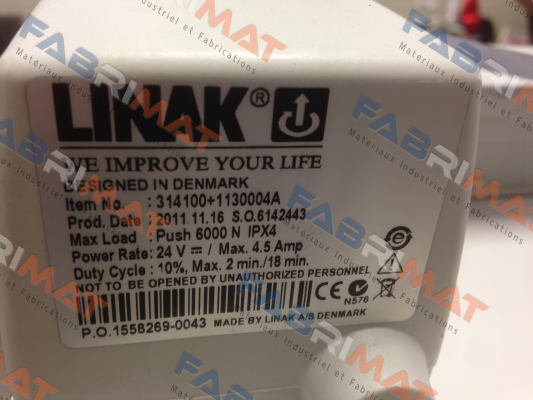 LINAK®
WE IMPROVE YOUR LIFE
DESIGNED IN DENMARK
Item No. : 314100+1130004A
Prod. Date : 2011.11.16 S.O.6142443
Max Load : Push 6000 N IPX4
Power Rate: 24 V ⎓ / Max. 4.5 Amp
Duty Cycle : 10%, Max. 2 min./18 min.
NOT TO BE OPENED BY UNAUTHORIZED PERSONNEL
CE N576
P.O.1558269-0043 MADE BY LINAK A/S DENMARK
FABRIMAT
Materiaux Industriel et Fabrications